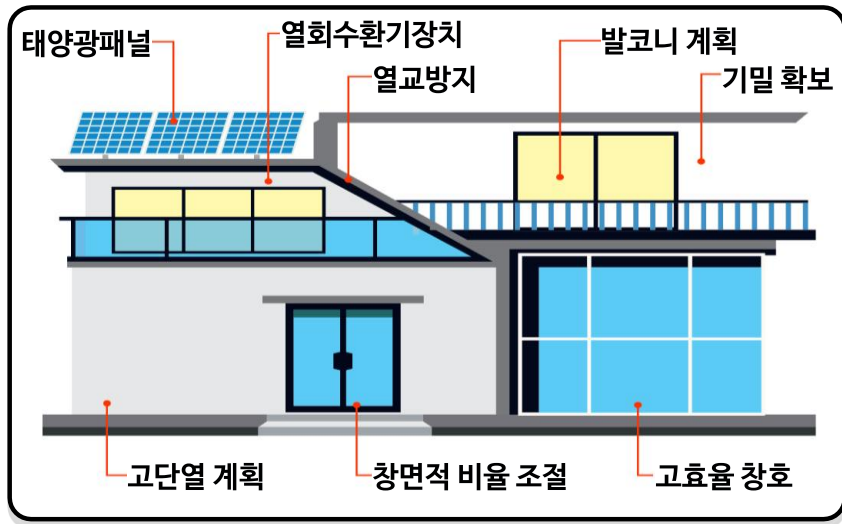 태양광패널
열회수환기장치
열교방지
발코니 계획
기밀 확보
고단열 계획
창면적 비율 조절
고효율 창호